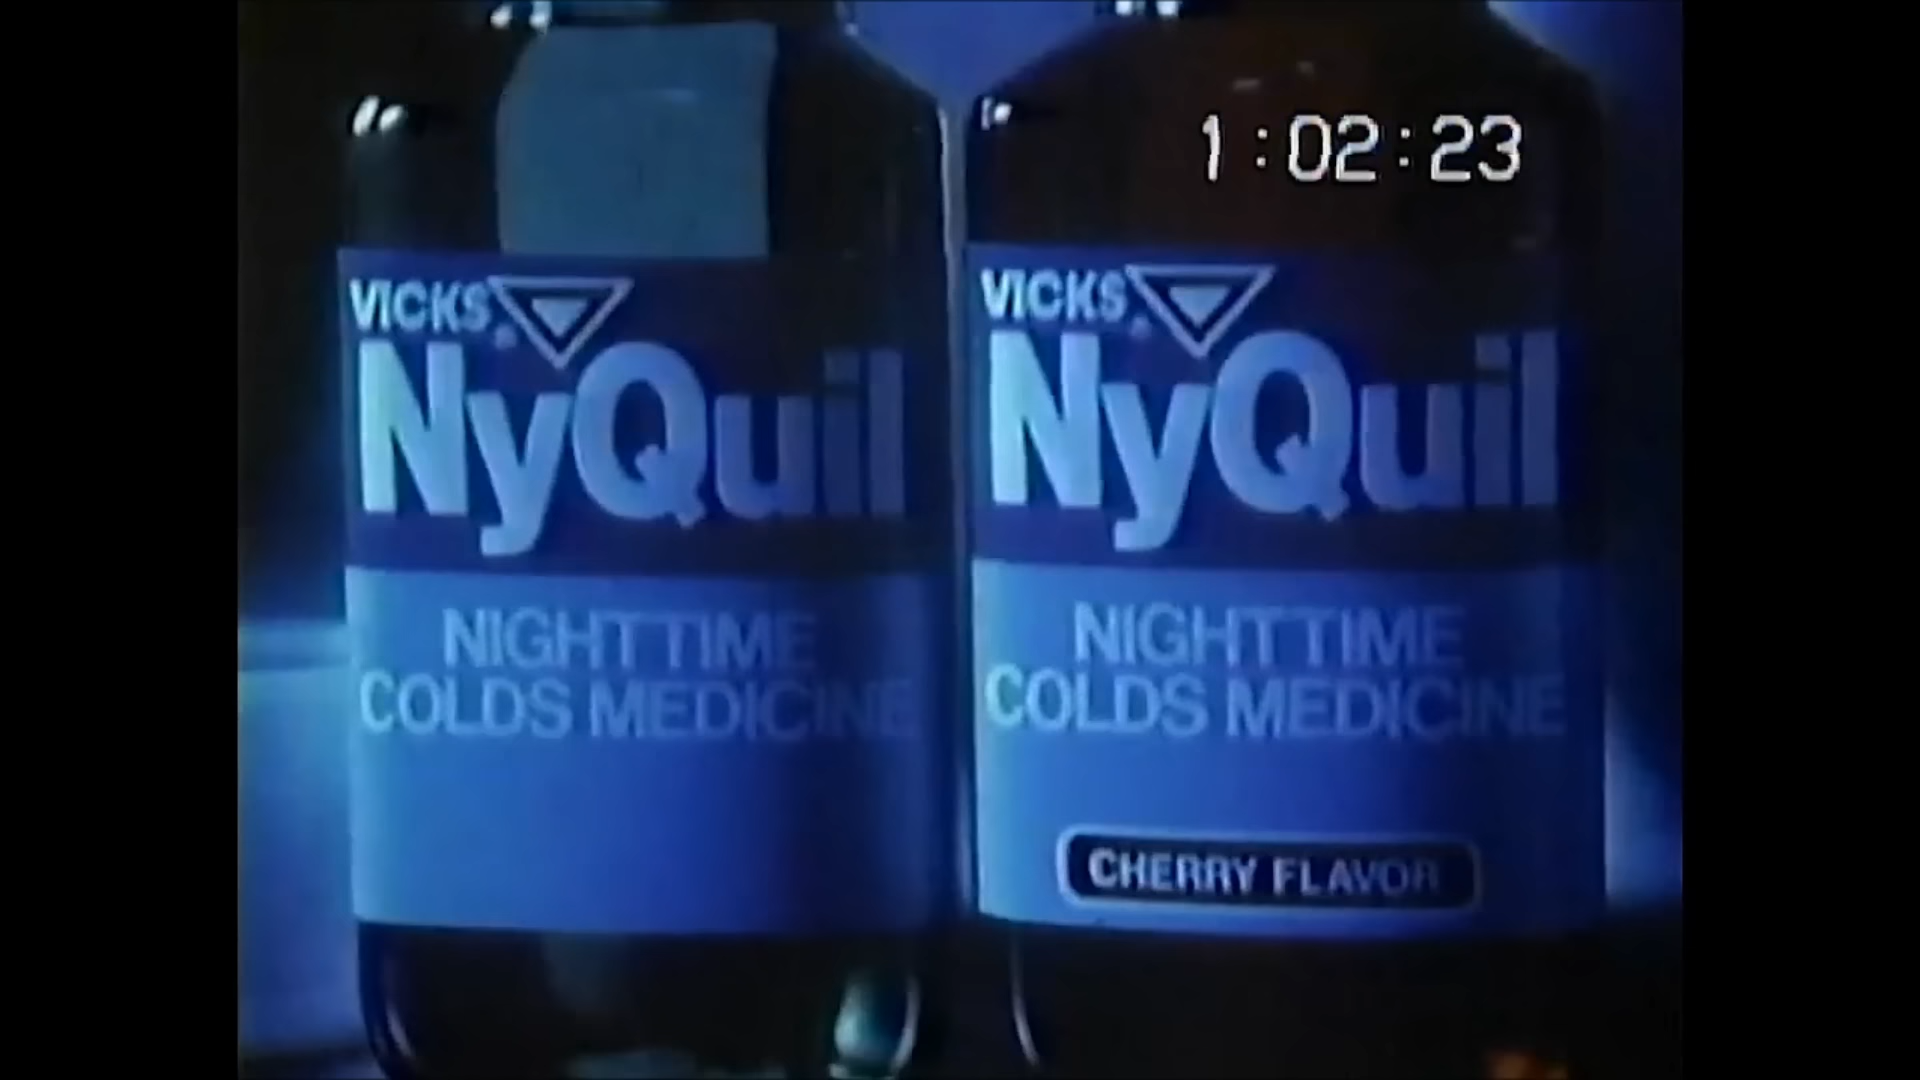 1:02:23
VICKS®
NyQuil
NIGHTTIME
COLDS MEDICINE
VICKS®
NyQuil
NIGHTTIME
COLDS MEDICINE
CHERRY FLAVOR